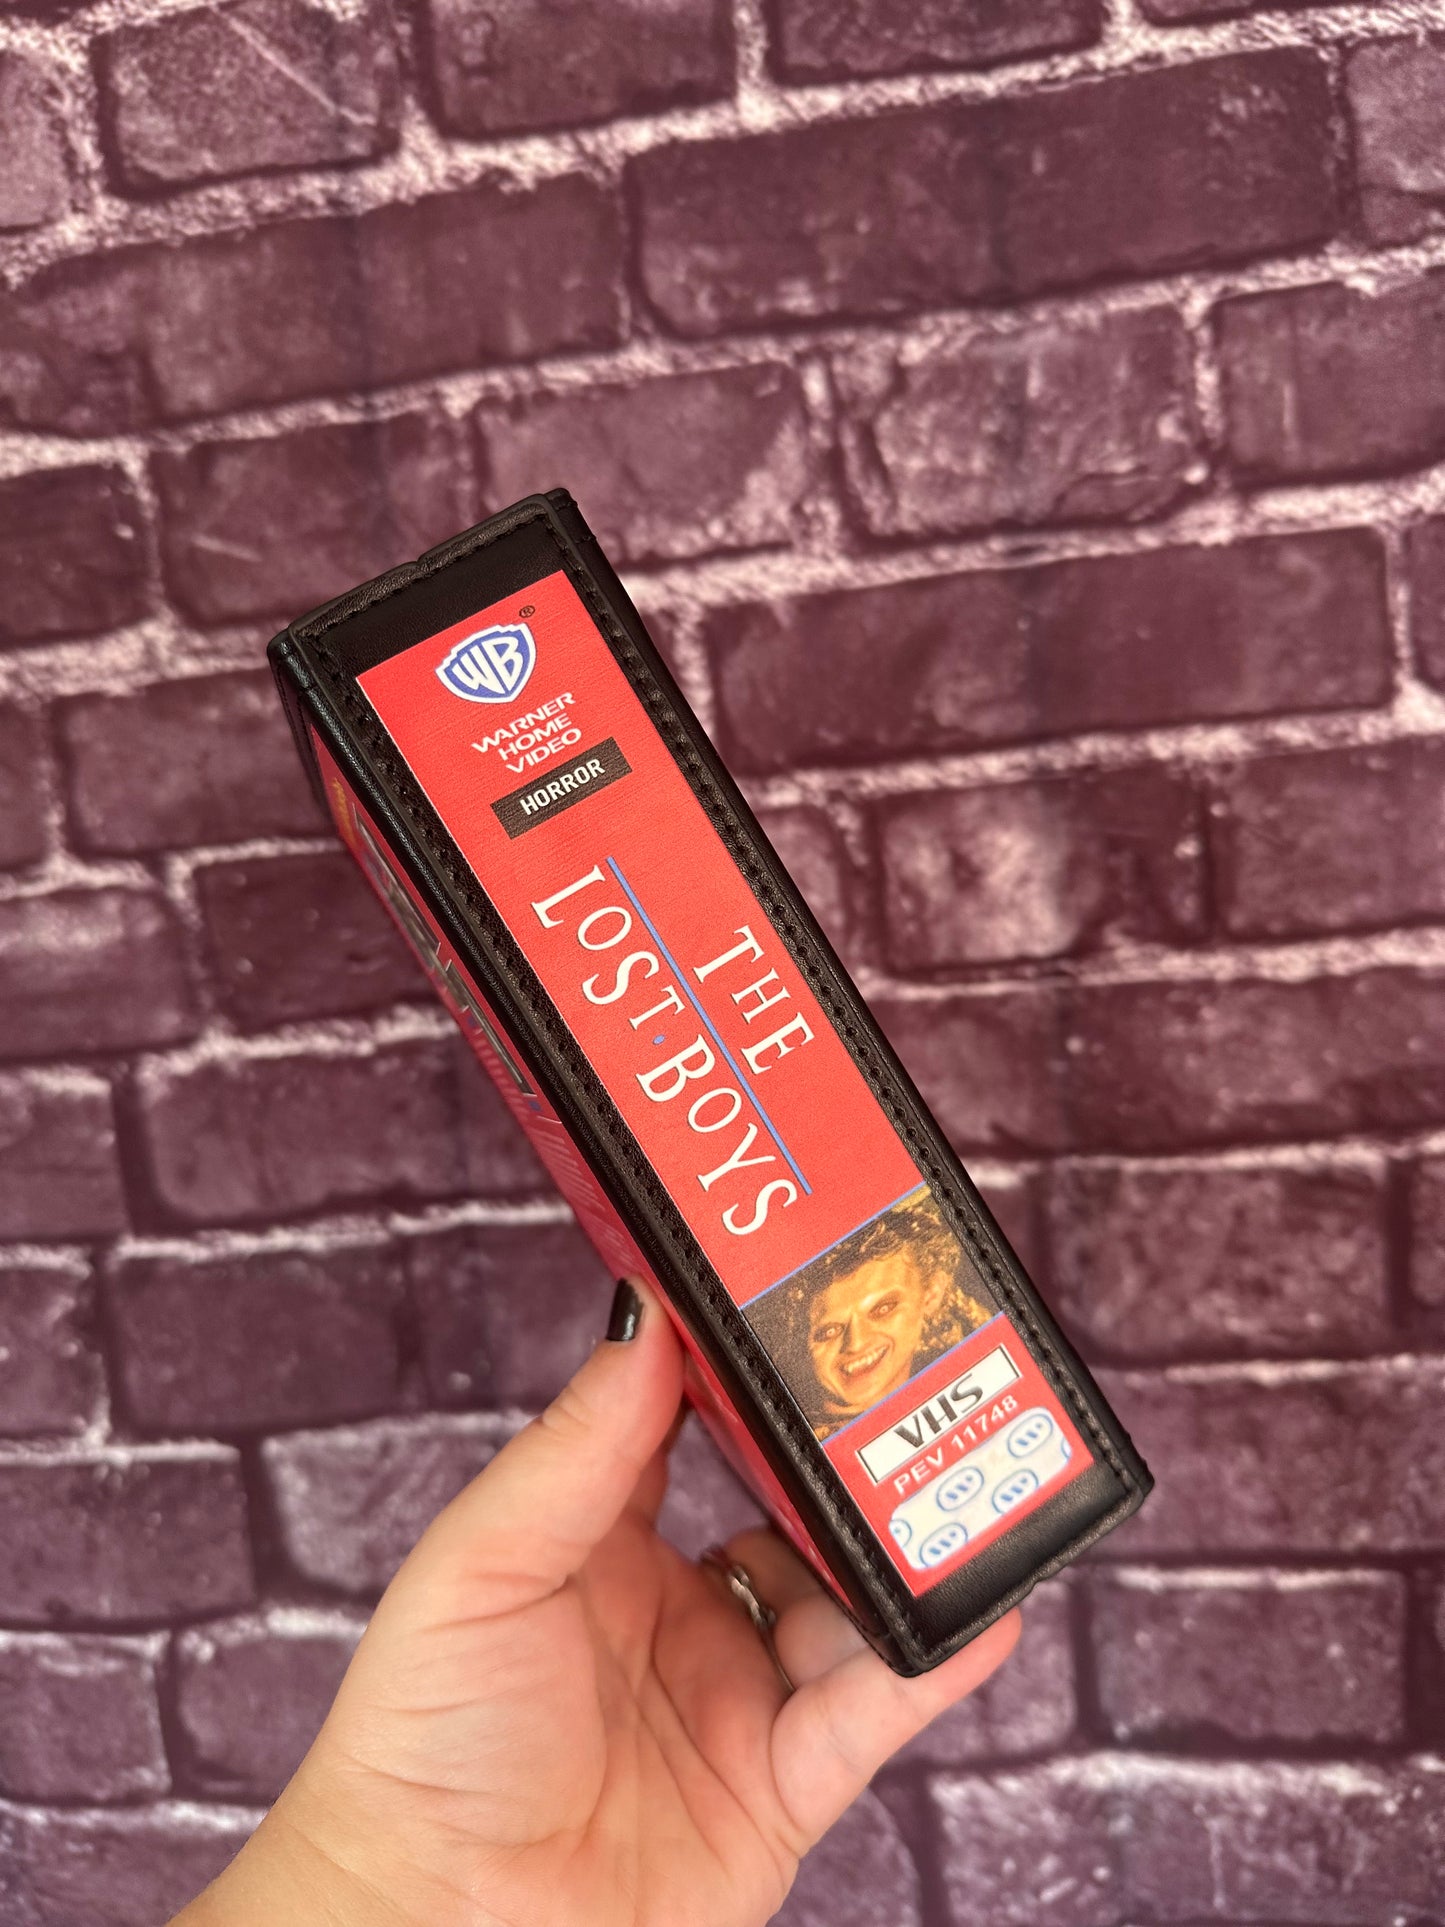 WB ®
WARNER
HOME
VIDEO
HORROR
THE
LOST·BOYS
VHS
PEV 11748